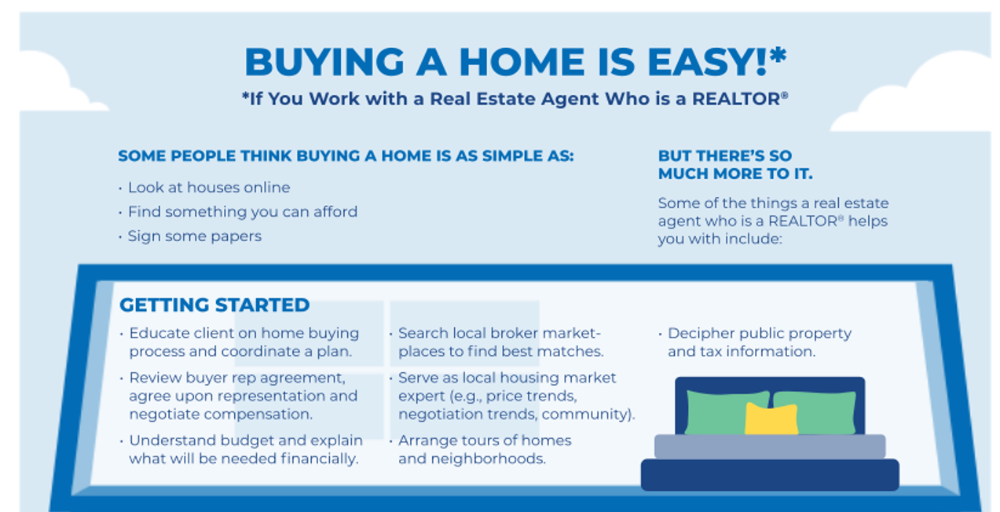 BUYING A HOME IS EASY!*
*If You Work with a Real Estate Agent Who is a REALTOR®
SOME PEOPLE THINK BUYING A HOME IS AS SIMPLE AS:
· Look at houses online
· Find something you can afford
· Sign some papers
BUT THERE’S SO
MUCH MORE TO IT.
Some of the things a real estate
agent who is a REALTOR® helps
you with include:
GETTING STARTED
· Educate client on home buying
process and coordinate a plan.
· Review buyer rep agreement,
agree upon representation and
negotiate compensation.
· Understand budget and explain
what will be needed financially.
· Search local broker market-
places to find best matches.
· Serve as local housing market
expert (e.g., price trends,
negotiation trends, community).
· Arrange tours of homes
and neighborhoods.
· Decipher public property
and tax information.